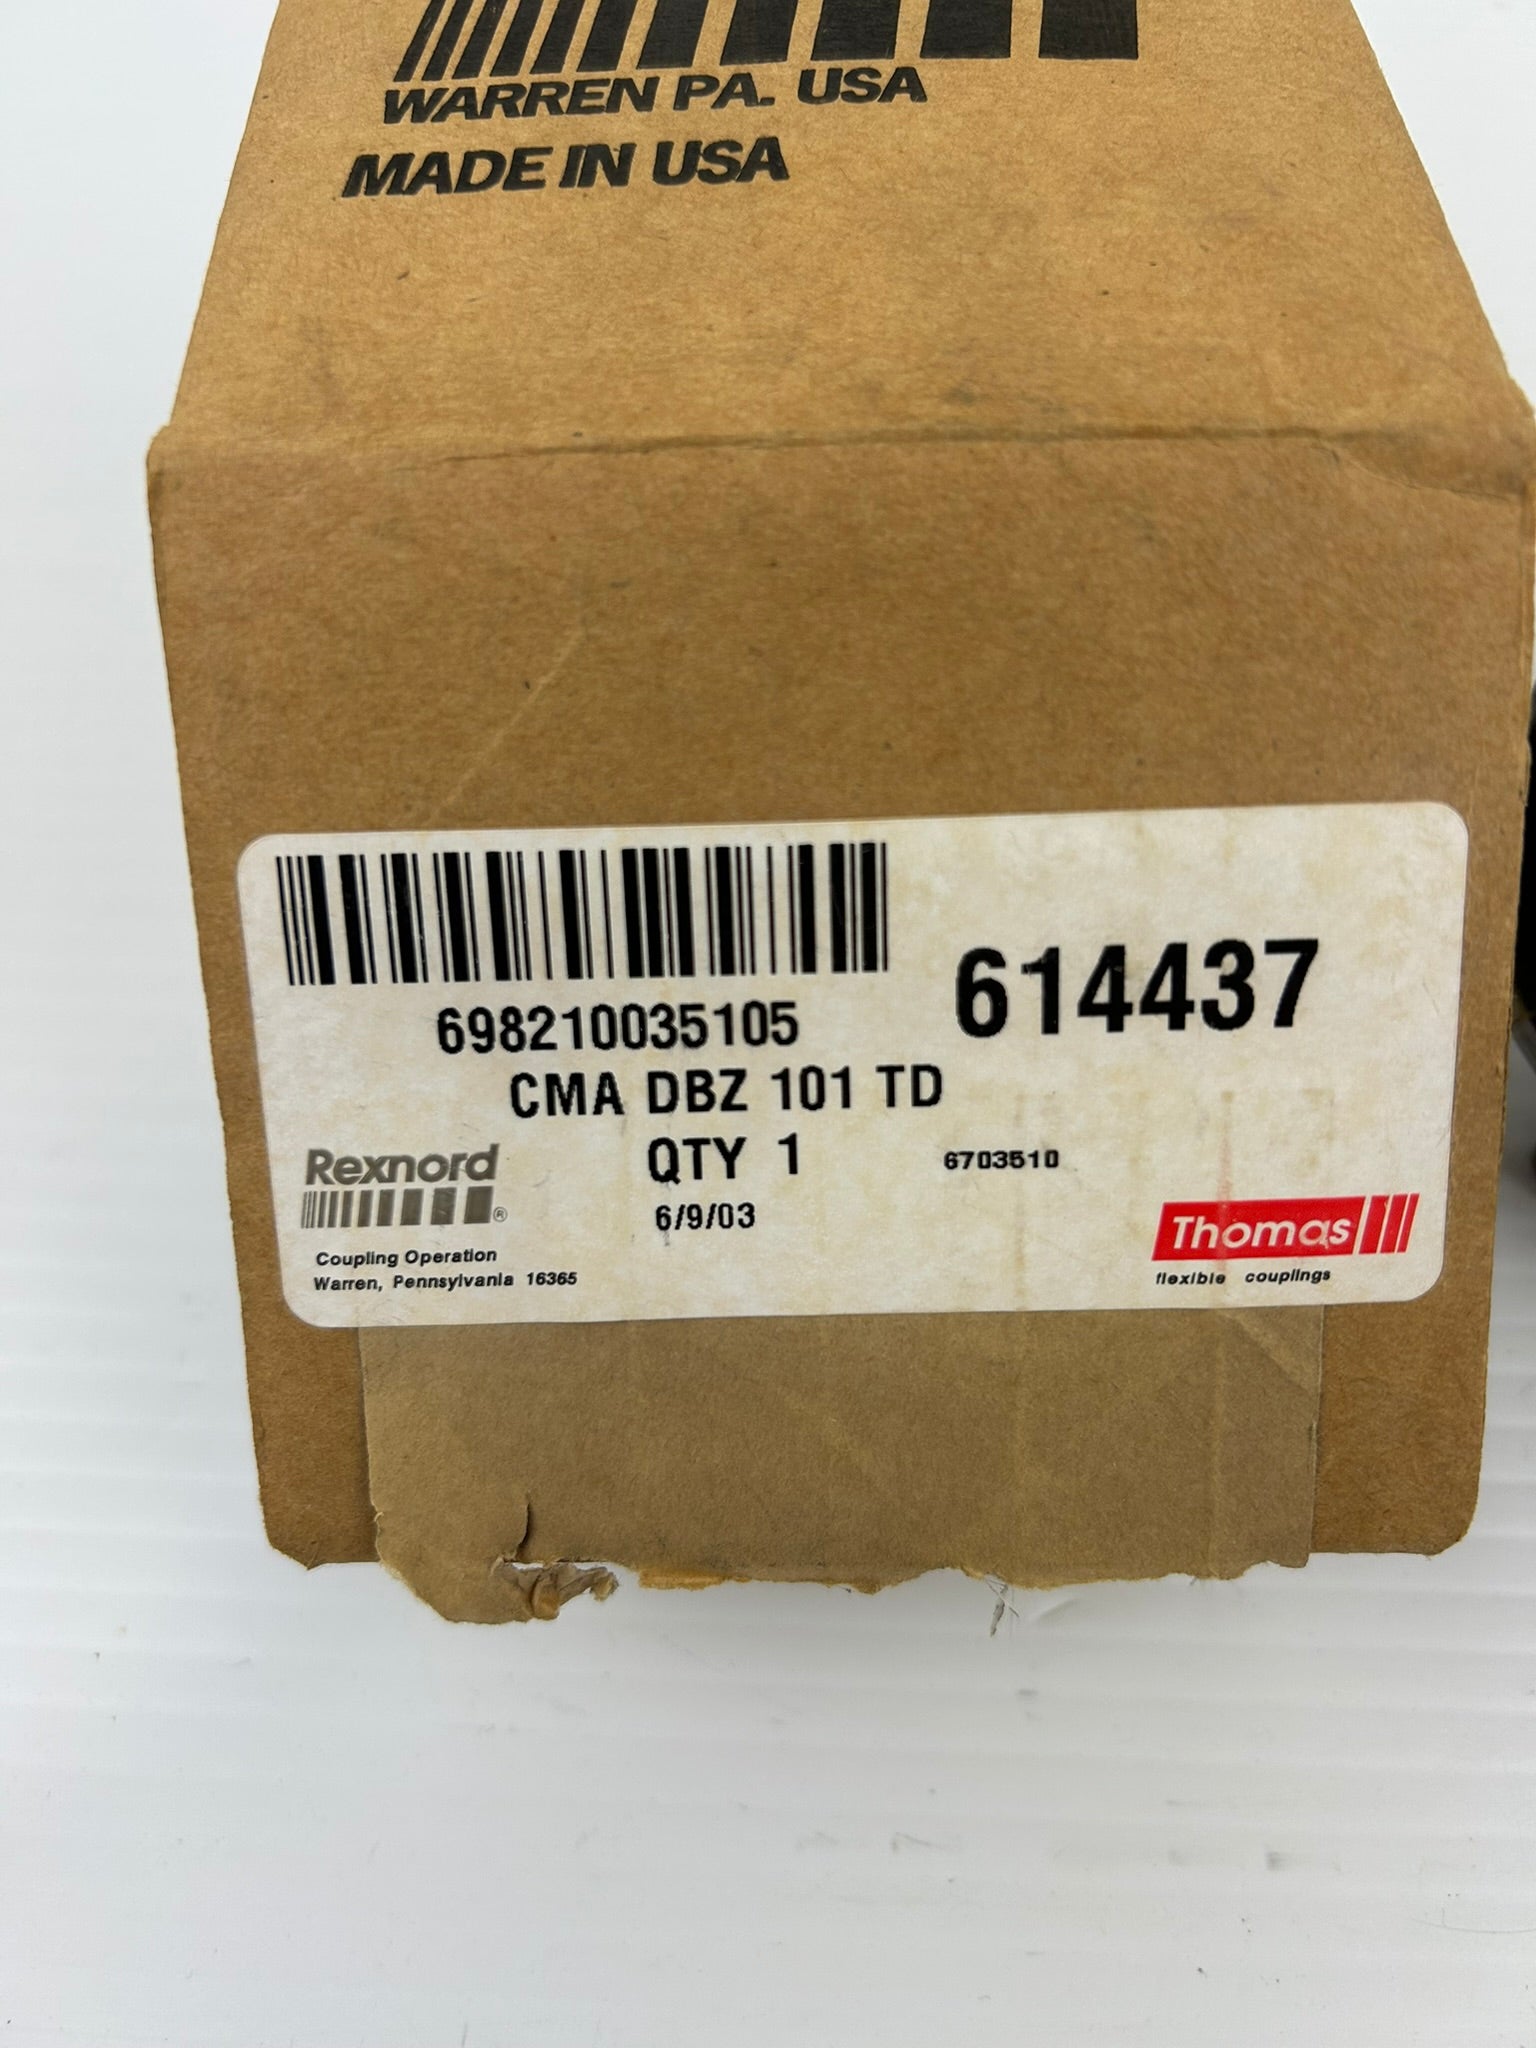 WARREN PA. USA
MADE IN USA
698210035105
614437
CMA DBZ 101 TD
QTY 1
6703510
6/9/03
Rexnord
®
Coupling Operation
Warren, Pennsylvania 16365
Thomas
flexible couplings